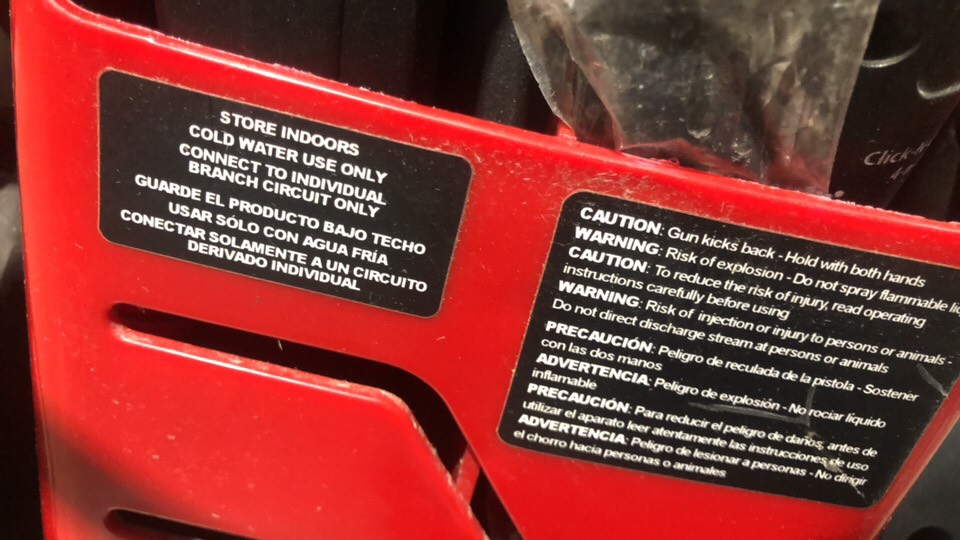 STORE INDOORS
COLD WATER USE ONLY
CONNECT TO INDIVIDUAL
BRANCH CIRCUIT ONLY
GUARDE EL PRODUCTO BAJO TECHO
USAR SÓLO CON AGUA FRÍA
CONECTAR SOLAMENTE A UN CIRCUITO
DERIVADO INDIVIDUAL
CAUTION: Gun kicks back - Hold with both hands
WARNING: Risk of explosion - Do not spray flammable
CAUTION: To reduce the risk of injury, read operating
instructions carefully before using
WARNING: Risk of injection or injury to persons or animals -
Do not direct discharge stream at persons or animals
PRECAUCIÓN: Peligro de reculada de la pistola - Sostener
con las dos manos
ADVERTENCIA: Peligro de explosión - No rociar líquido
inflamable
PRECAUCIÓN: Para reducir el peligro de daños, antes de
utilizar el aparato leer atentamente las instrucciones de uso
ADVERTENCIA: Peligro de lesionar a personas - No dirigir
el chorro hacia personas o animales